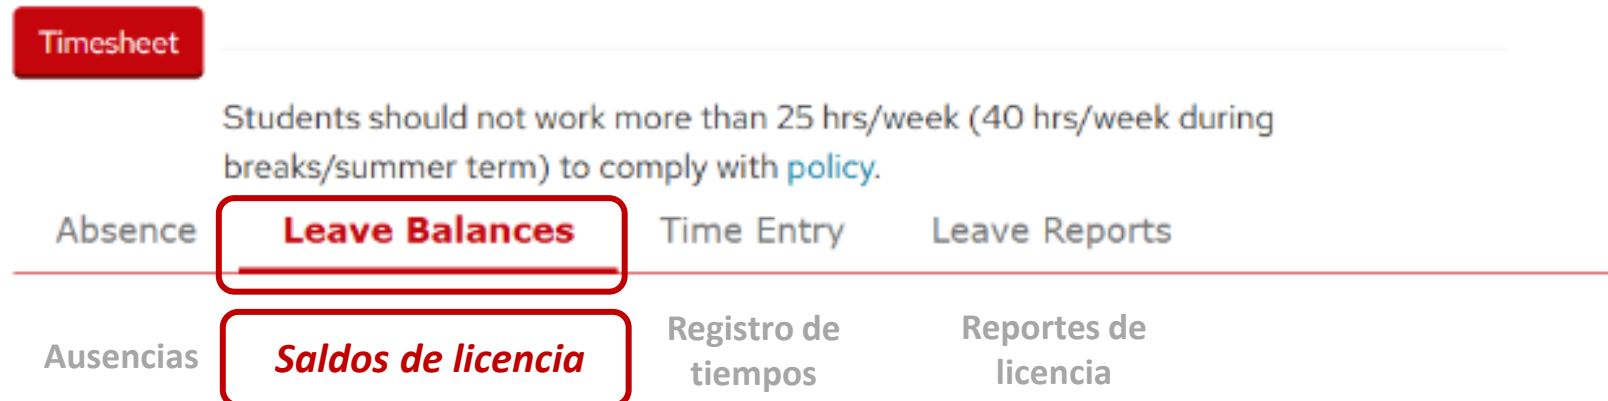 Timesheet
Students should not work more than 25 hrs/week (40 hrs/week during
breaks/summer term) to comply with policy.
Absence Leave Balances Time Entry Leave Reports
Ausencias Saldos de licencia Registro de tiempos Reportes de licencia